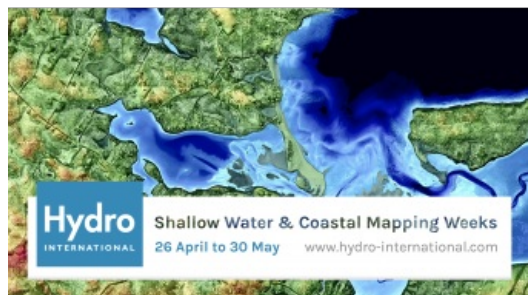 Hydro
INTERNATIONAL
Shallow Water & Coastal Mapping Weeks
26 April to 30 May www.hydro-international.com